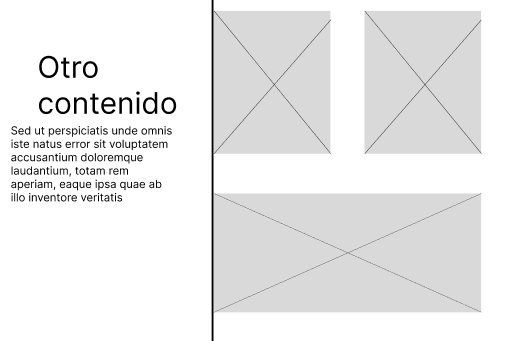 Otro
contenido
Sed ut perspiciatis unde omnis
iste natus error sit voluptatem
accusantium doloremque
laudantium, totam rem
aperiam, eaque ipsa quae ab
illo inventore veritatis